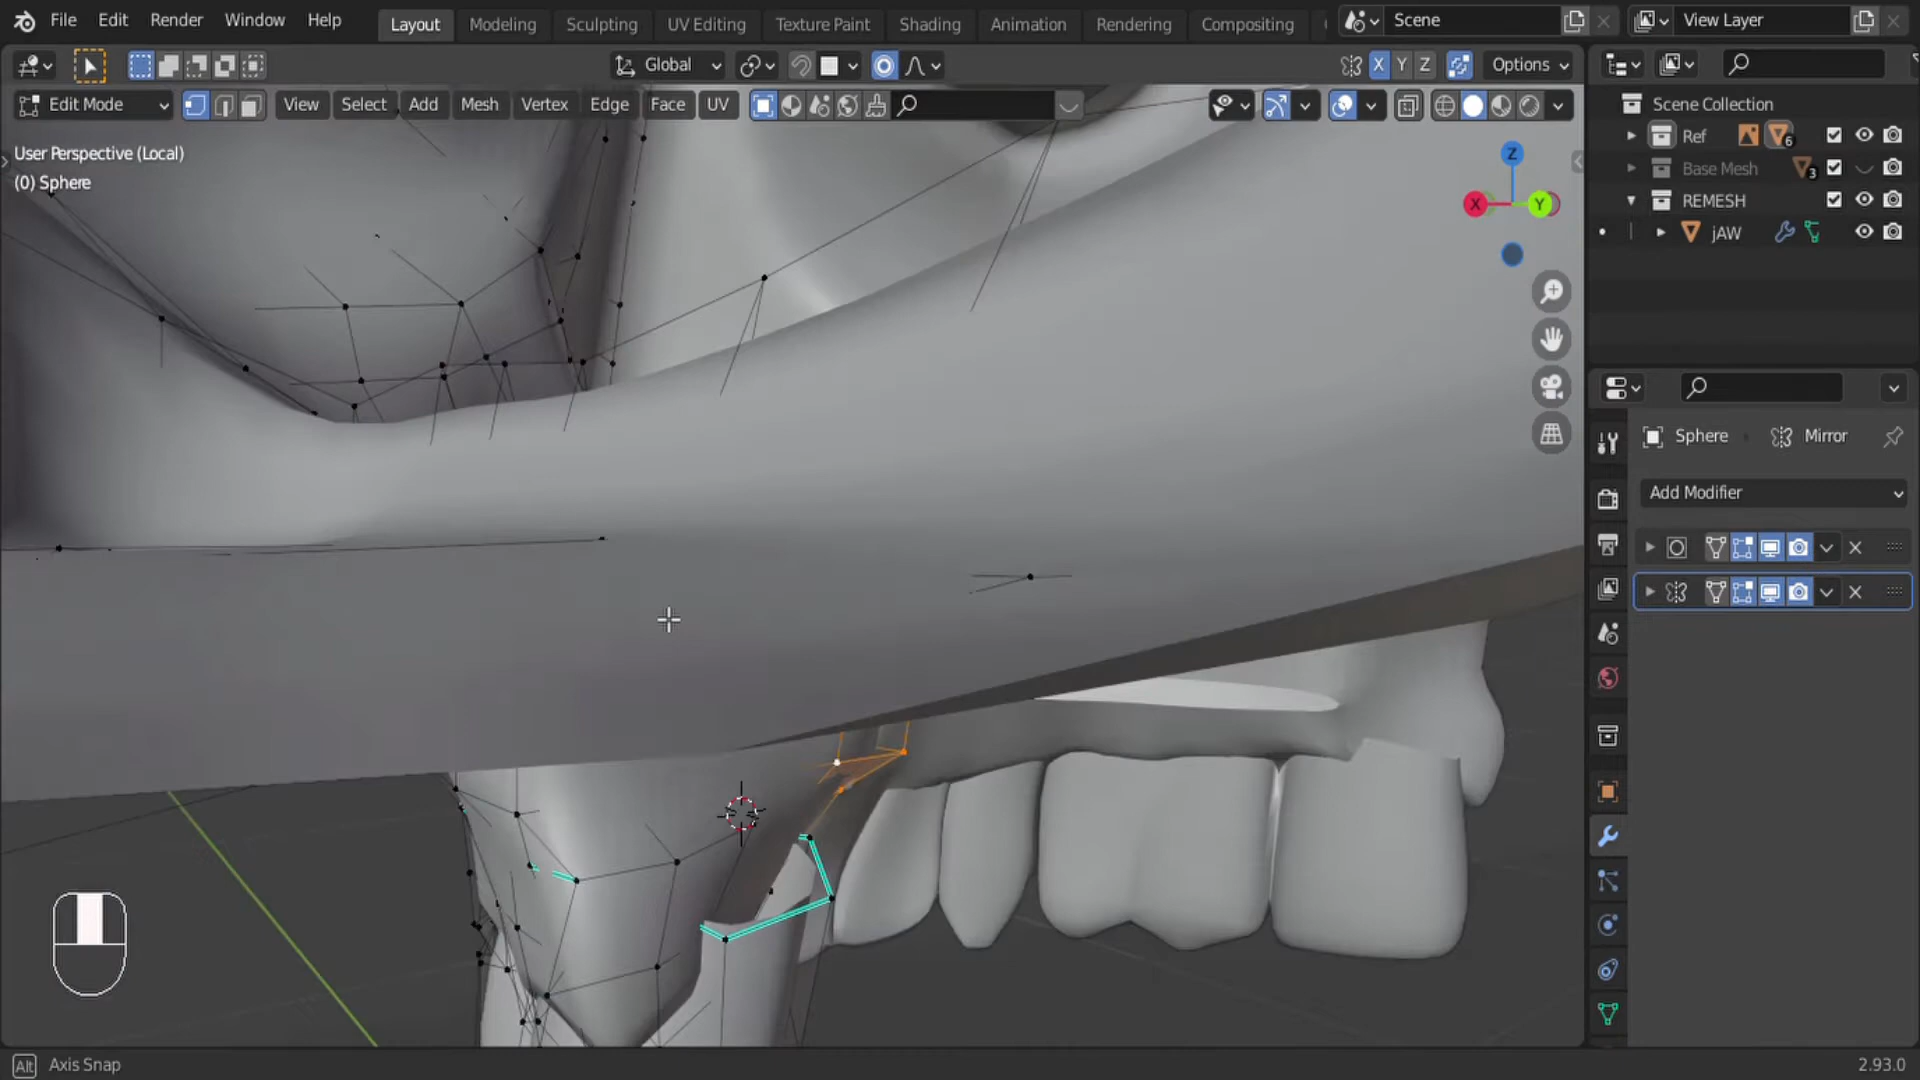 File Edit Render Window Help Layout Modeling Sculpting UV Editing Texture Paint Shading Animation Rendering Compositing Scene View Layer
Global X Y Z Options
Edit Mode View Select Add Mesh Vertex Edge Face UV
User Perspective (Local)
(0) Sphere
Z
X Y
Scene Collection
Ref 6
Base Mesh 3
REMESH
jAW
Sphere Mirror
Add Modifier
Alt Axis Snap 2.93.0